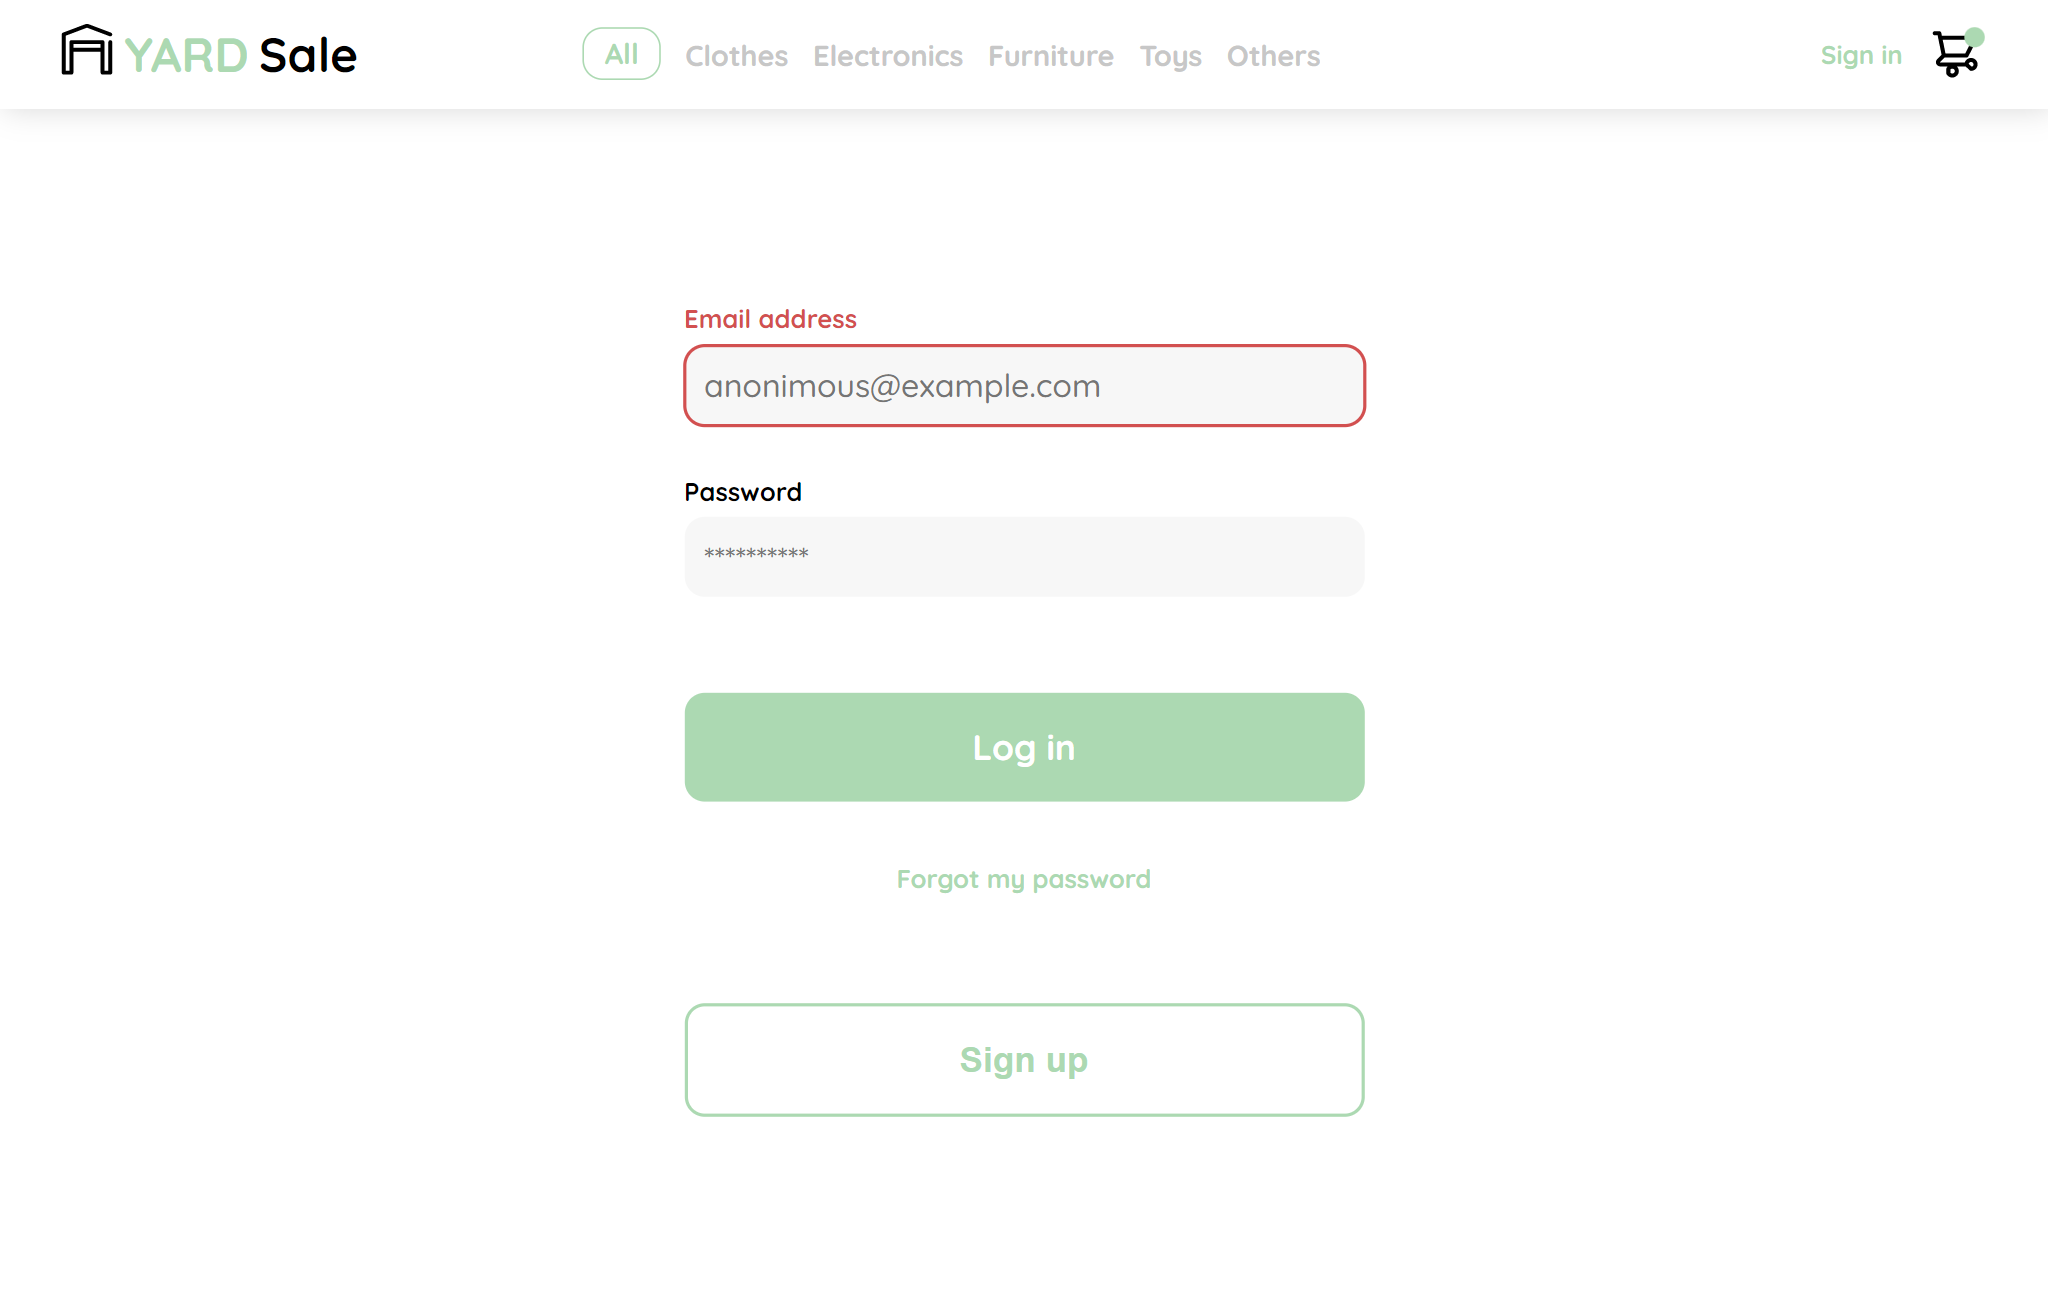 YARD Sale
All Clothes Electronics Furniture Toys Others
Sign in
Email address
anonimous@example.com
Password
**********
Log in
Forgot my password
Sign up